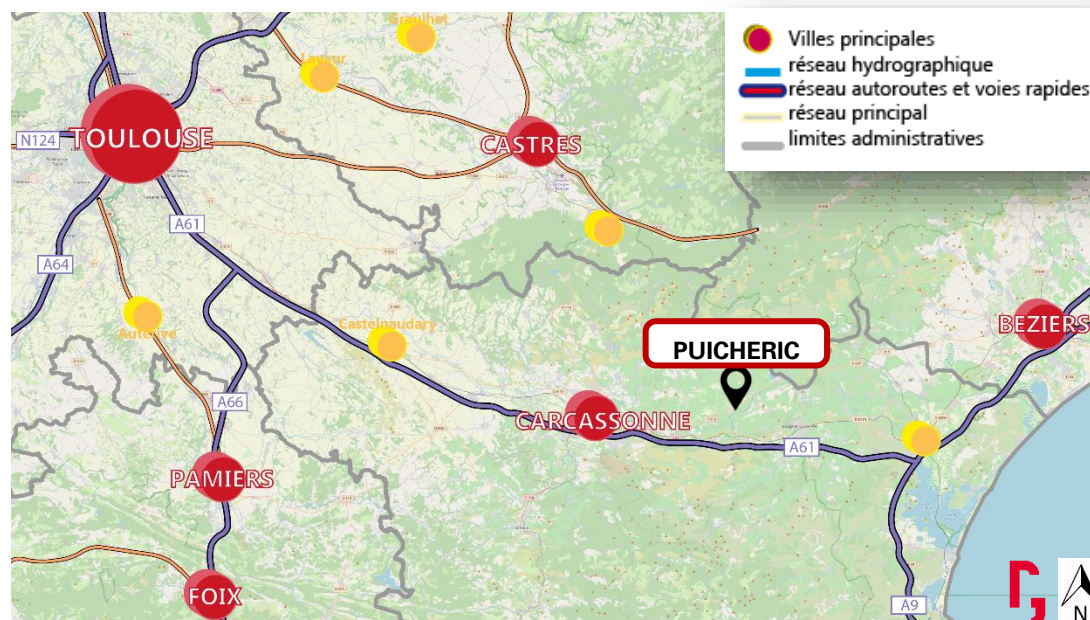 Graulhet
Lavaur
Villes principales
réseau hydrographique
réseau autoroutes et voies rapides
réseau principal
limites administratives
TOULOUSE
N124
CASTRES
A61
A64
Auterive
Castelnaudary
BEZIERS
PUICHERIC
A66
CARCASSONNE
A61
PAMIERS
FOIX
A9
N